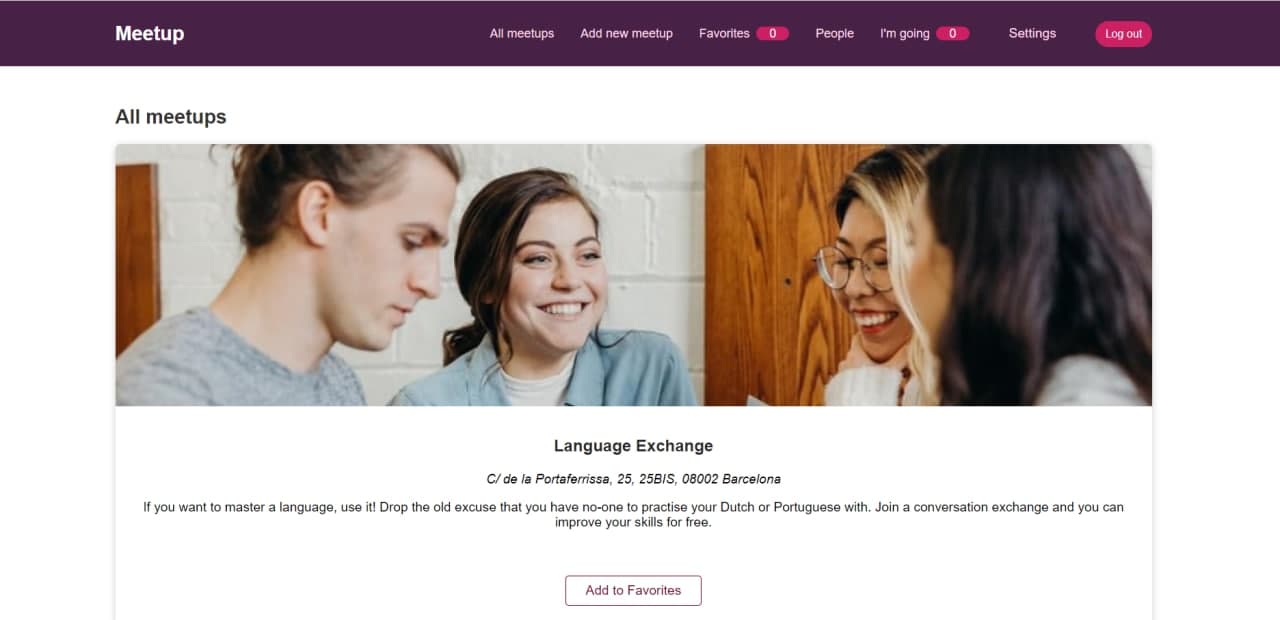 Meetup
All meetups
Add new meetup
Favorites 0
People
I'm going 0
Settings
Log out
All meetups
Language Exchange
C/ de la Portaferrissa, 25, 25BIS, 08002 Barcelona
If you want to master a language, use it! Drop the old excuse that you have no-one to practise your Dutch or Portuguese with. Join a conversation exchange and you can
improve your skills for free.
Add to Favorites